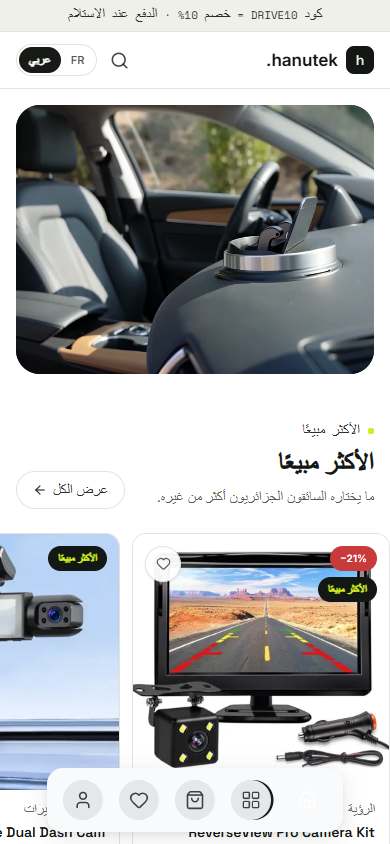 كود DRIVE10 = خصم 10% · الدفع عند الاستلام
hanutek.
h
FR
عربي
الأكثر مبيعًا
الأكثر مبيعًا
ما يختاره السائقون الجزائريون أكثر من غيره.
عرض الكل
−21%
الأكثر مبيعًا
الأكثر مبيعًا
الرؤية
ReverseView Pro Camera Kit
Dual Dash Cam